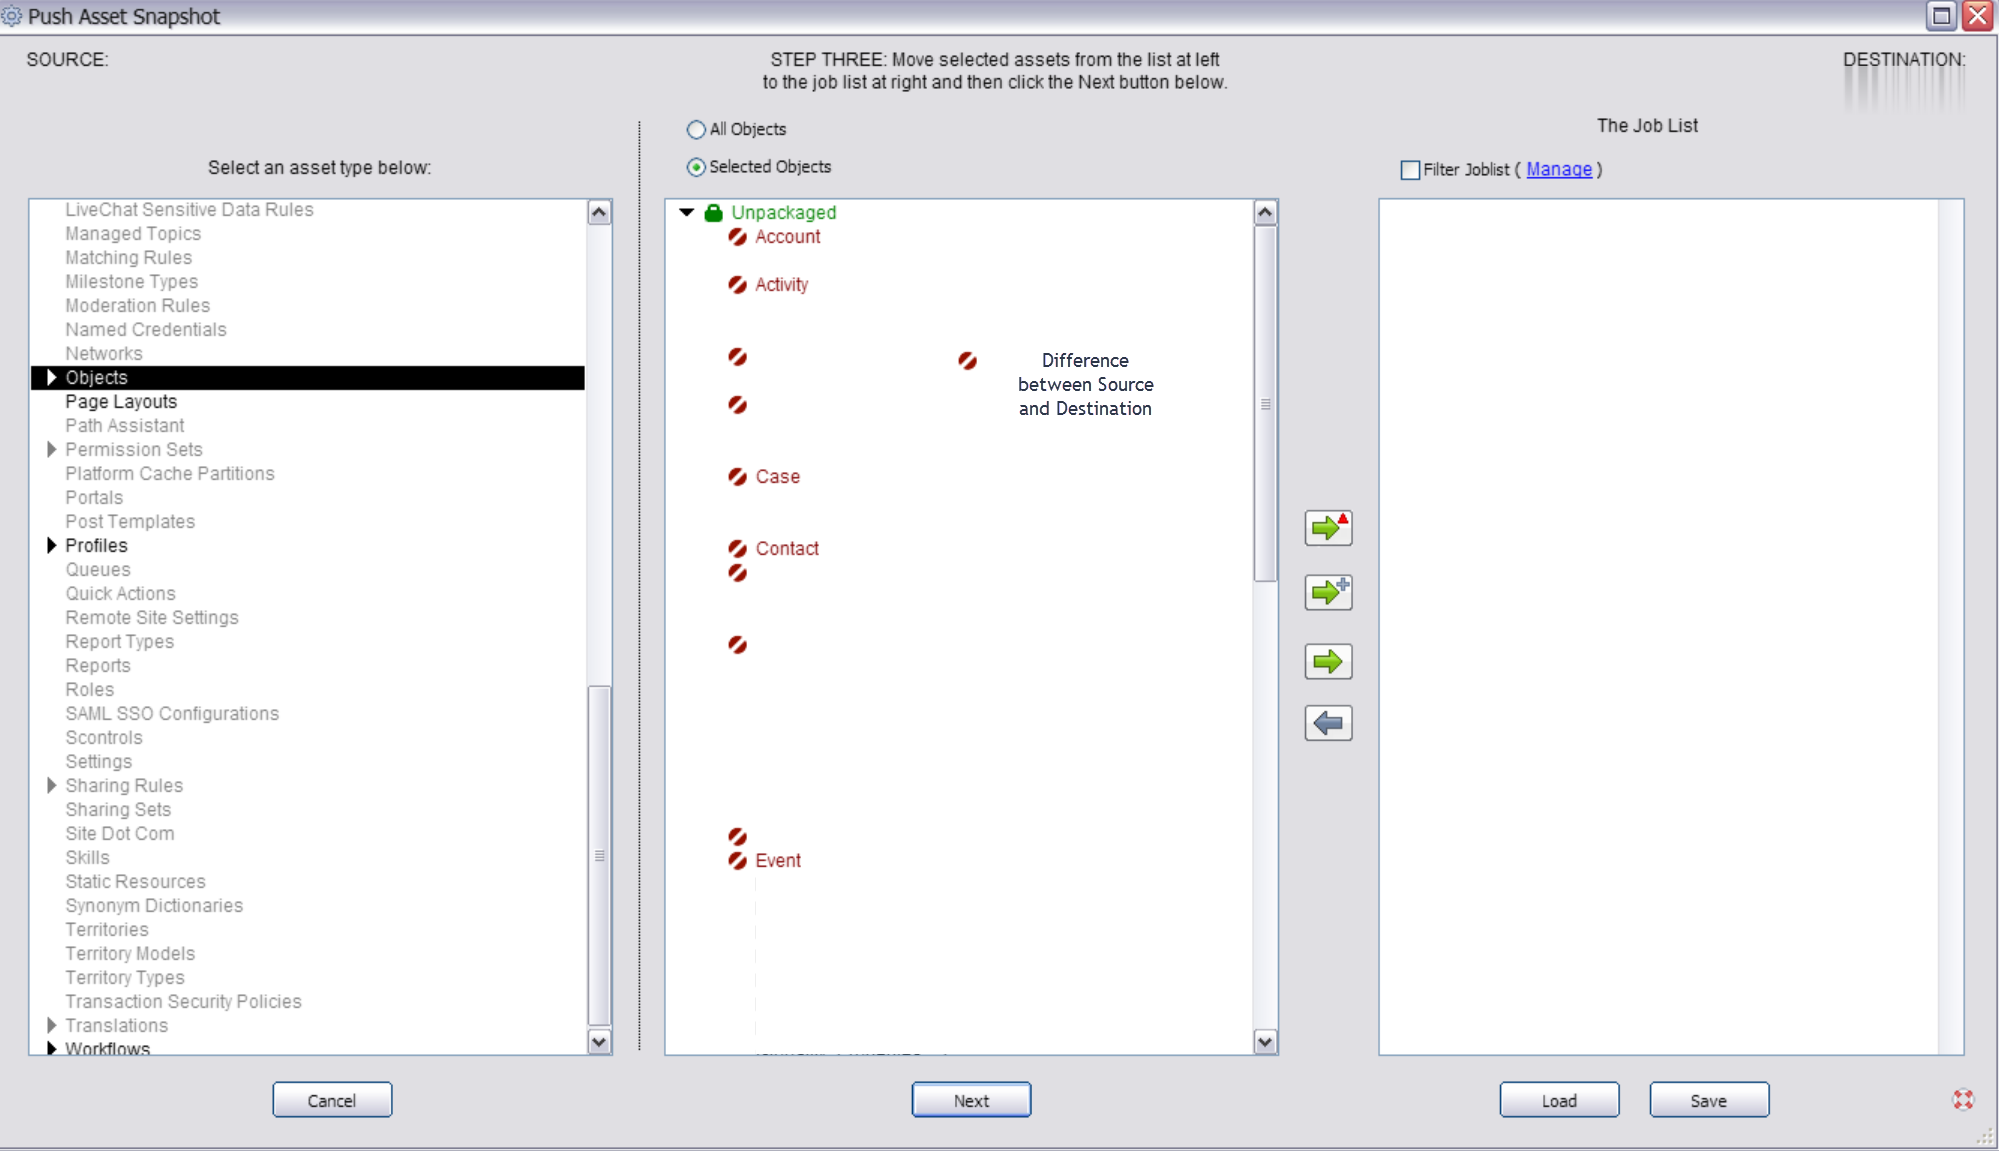 Push Asset Snapshot
SOURCE:
STEP THREE: Move selected assets from the list at left
to the job list at right and then click the Next button below.
DESTINATION:
Select an asset type below:
LiveChat Sensitive Data Rules
Managed Topics
Matching Rules
Milestone Types
Moderation Rules
Named Credentials
Networks
Objects
Page Layouts
Path Assistant
Permission Sets
Platform Cache Partitions
Portals
Post Templates
Profiles
Queues
Quick Actions
Remote Site Settings
Report Types
Reports
Roles
SAML SSO Configurations
Scontrols
Settings
Sharing Rules
Sharing Sets
Site Dot Com
Skills
Static Resources
Synonym Dictionaries
Territories
Territory Models
Territory Types
Transaction Security Policies
Translations
Workflows
All Objects
Selected Objects
Unpackaged
Account
Activity
Difference
between Source
and Destination
Case
Contact
Event
The Job List
Filter Joblist ( Manage )
Cancel
Next
Load
Save